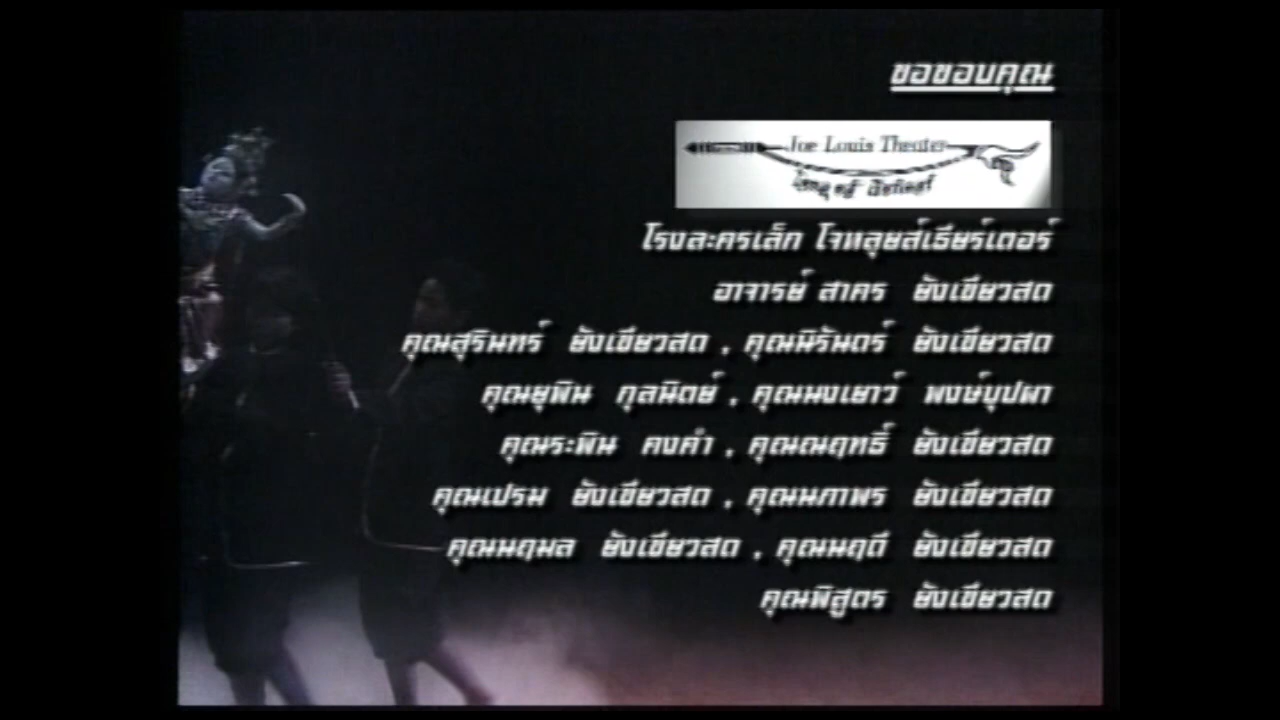 ขอขอบคุณ
Joe Louis Theater
โรงละครเล็ก โจหลุยส์เธียร์เตอร์
อาจารย์ สาคร ยังเขียวสด
คุณสุรินทร์ ยังเขียวสด , คุณนิรันดร์ ยังเขียวสด
คุณยุพิน กุลนิตย์ , คุณนงเยาว์ พงษ์บุปผา
คุณระพิน คงคำ , คุณณฤทธิ์ ยังเขียวสด
คุณเปรม ยังเขียวสด , คุณนภาพร ยังเขียวสด
คุณนฤมล ยังเขียวสด , คุณนฤดี ยังเขียวสด
คุณพิสูตร ยังเขียวสด